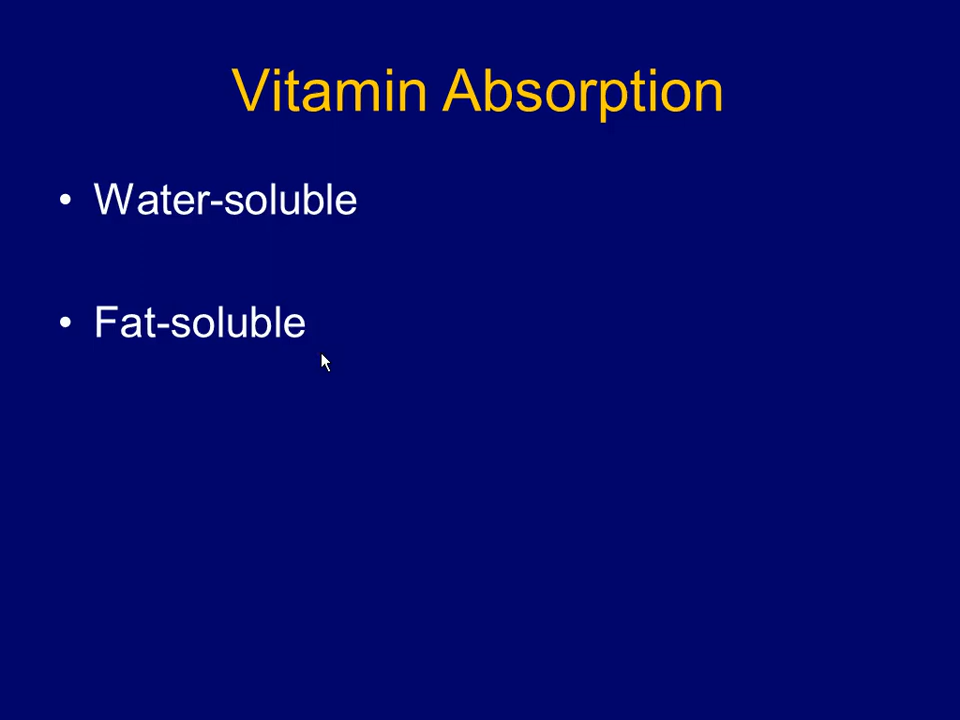 Vitamin Absorption
• Water-soluble
• Fat-soluble